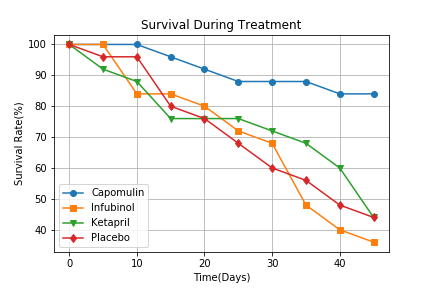 Survival During Treatment
100
90
80
70
60
50
40
Survival Rate(%)
Capomulin
Infubinol
Ketapril
Placebo
0
10
20
30
40
Time(Days)